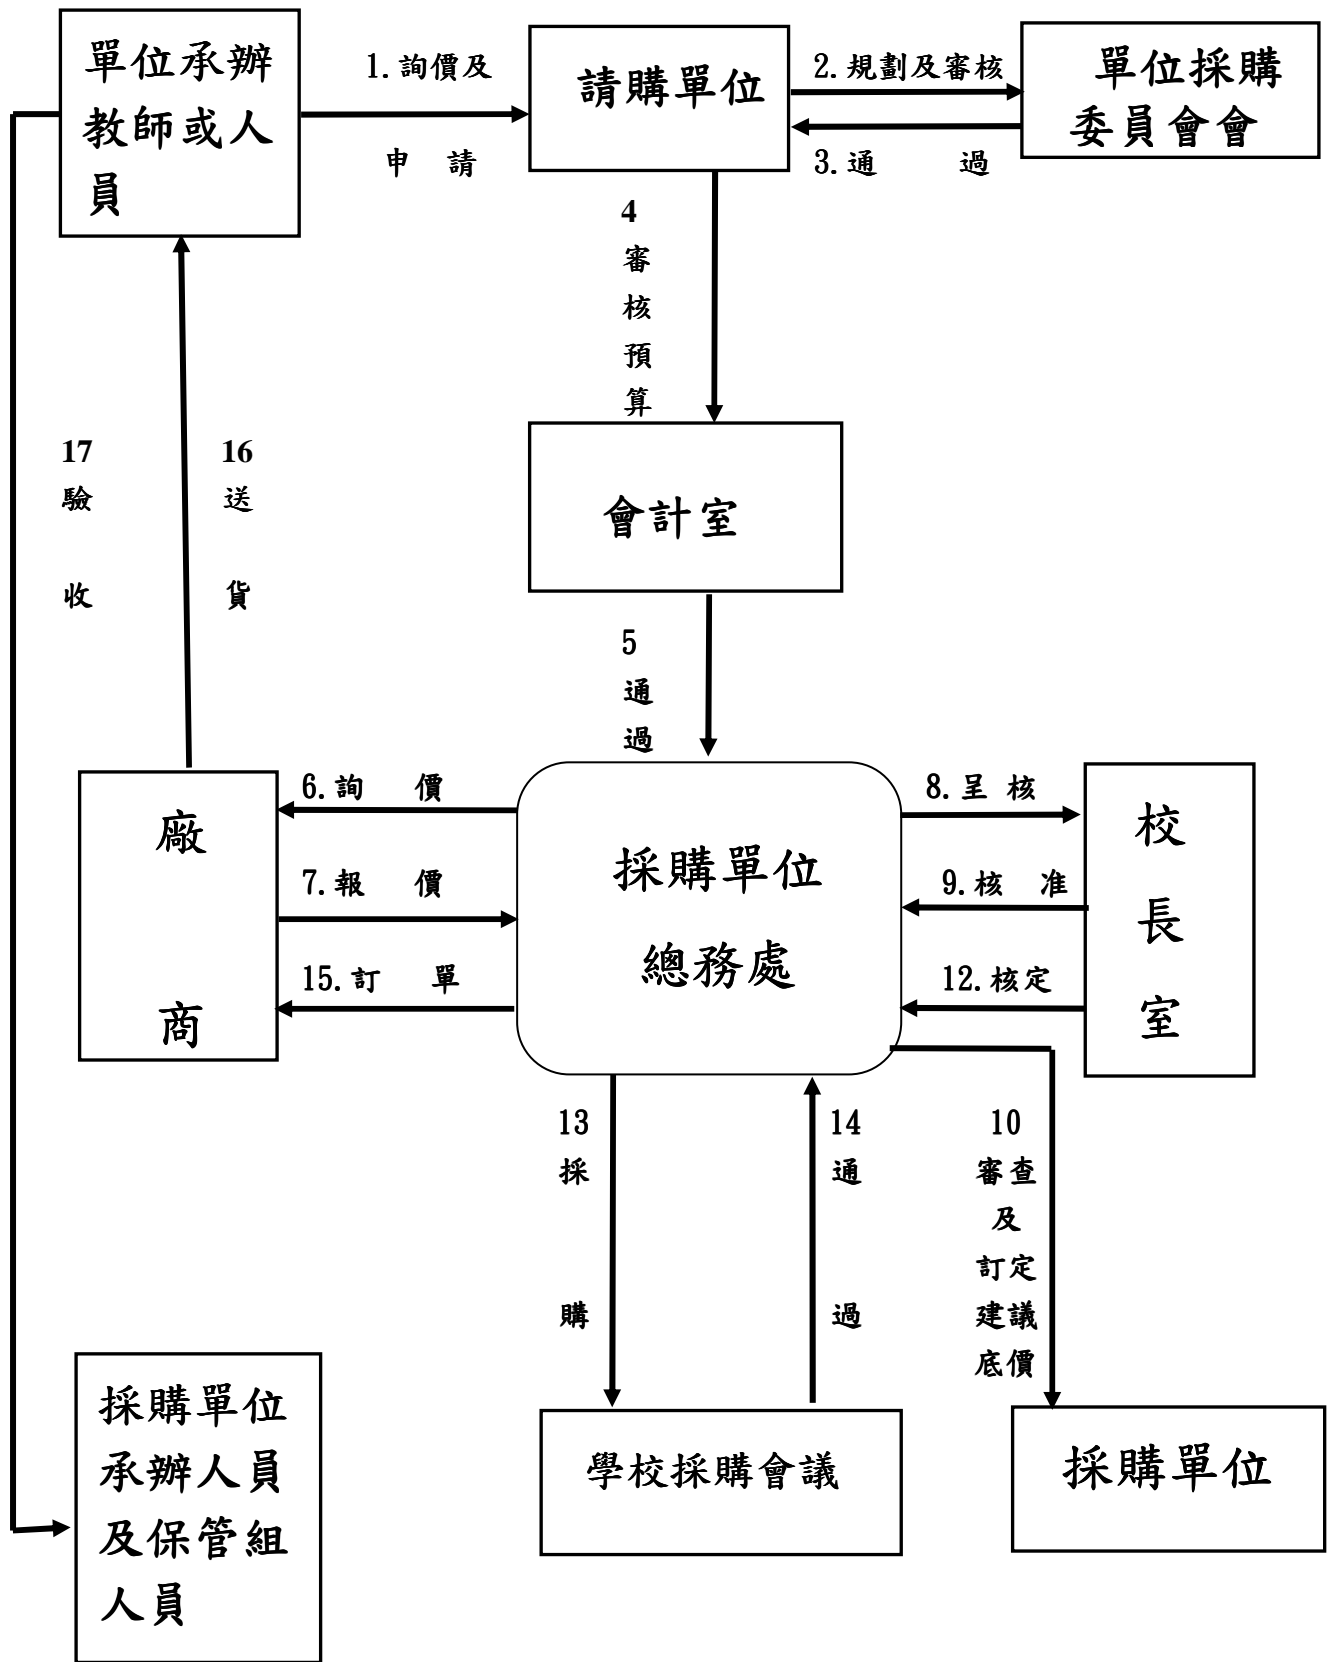 單位承辦
教師或人
員
1.詢價及
申 請
請購單位
2.規劃及審核
3.通 過
單位採購
委員會會
4
審
核
預
算
會計室
17
驗
收
16
送
貨
5
通
過
廠
商
6.詢 價
7.報 價
15.訂 單
採購單位
總務處
8.呈 核
9.核 准
12.核定
校
長
室
13
採
購
14
通
過
10
審查
及
訂定
建議
底價
採購單位
承辦人員
及保管組
人員
學校採購會議
採購單位